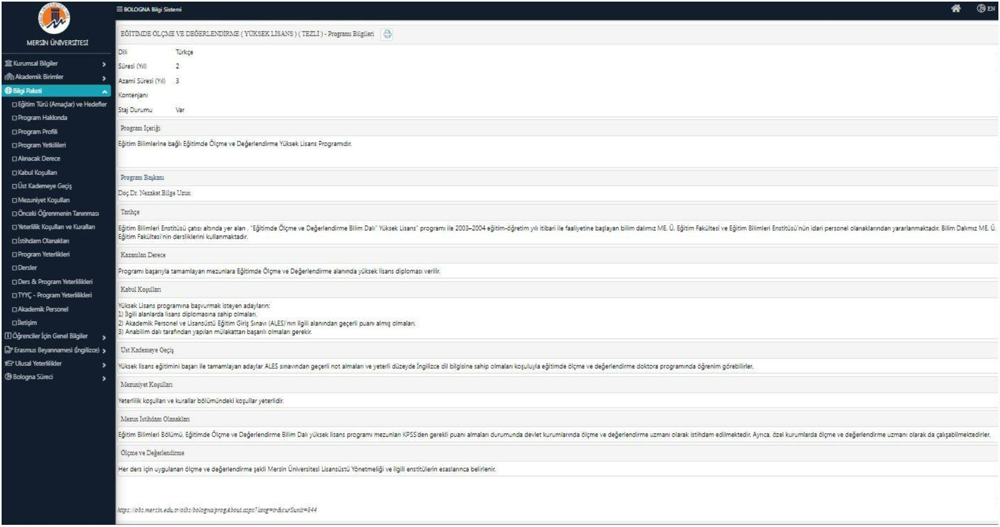 MERSİN ÜNİVERSİTESİ
Kurumsal Bilgiler
Akademik Birimler
Bilgi Paketi
Eğitim Türü (Amaçlar) ve Hedefler
Program Hakkında
Program Profili
Program Yetkilileri
Alınacak Derece
Kabul Koşulları
Üst Kademeye Geçiş
Mezuniyet Koşulları
Önceki Öğrenmenin Tanınması
Yeterlilik Koşulları ve Kuralları
İstihdam Olanakları
Program Yeterlikleri
Dersler
Ders & Program Yeterlilikleri
TYYÇ - Program Yeterlilikleri
Akademik Personel
İletişim
Öğrenciler İçin Genel Bilgiler
Erasmus Beyannamesi (İngilizce)
Ulusal Yeterlilikler
Bologna Süreci
BOLOGNA Bilgi Sistemi
EN
EĞİTİMDE ÖLÇME VE DEĞERLENDİRME ( YÜKSEK LİSANS ) ( TEZLİ ) - Programı Bilgileri
Dili Türkçe
Süresi (Yıl) 2
Azami Süresi (Yıl) 3
Kontenjanı
Staj Durumu Var
Program İçeriği
Eğitim Bilimlerine bağlı Eğitimde Ölçme ve Değerlendirme Yüksek Lisans Programıdır.
Program Başkanı
Doç.Dr. Nezaket Bilge Uzun
Tarihçe
Eğitim Bilimleri Enstitüsü çatısı altında yer alan , "Eğitimde Ölçme ve Değerlendirme Bilim Dalı" Yüksek Lisans" programı ile 2003–2004 eğitim-öğretim yılı itibari ile faaliyetine başlayan bilim dalımız ME. Ü. Eğitim Fakültesi ve Eğitim Bilimleri Enstitüsü'nün idari personel olanaklarından yararlanmaktadır. Bilim Dalımız ME. Ü.
Eğitim Fakültesi'nin dersliklerini kullanmaktadır.
Kazanılan Derece
Programı başarıyla tamamlayan mezunlara Eğitimde Ölçme ve Değerlendirme alanında yüksek lisans diploması verilir.
Kabul Koşulları
Yüksek Lisans programına başvurmak isteyen adayların:
1) İlgili alanlarda lisans diplomasına sahip olmaları,
2) Akademik Personel ve Lisansüstü Eğitim Giriş Sınavı (ALES)'nın ilgili alanından geçerli puanı almış olmaları,
3) Anabilim dalı tarafından yapılan mülakattan başarılı olmaları gerekir.
Üst Kademeye Geçiş
Yüksek lisans eğitimini başarı ile tamamlayan adaylar ALES sınavından geçerli not almaları ve yeterli düzeyde İngilizce dil bilgisine sahip olmaları koşuluyla eğitimde ölçme ve değerlendirme doktora programında öğrenim görebilirler.
Mezuniyet Koşulları
Yeterlilik koşulları ve kurallar bölümündeki koşullar yeterlidir.
Mezun İstihdam Olanakları
Eğitim Bilimleri Bölümü, Eğitimde Ölçme ve Değerlendirme Bilim Dalı yüksek lisans programı mezunları KPSS'den gerekli puanı almaları durumunda devlet kurumlarında ölçme ve değerlendirme uzmanı olarak istihdam edilmektedir. Ayrıca, özel kurumlarda ölçme ve değerlendirme uzmanı olarak da çalışabilmektedirler.
Ölçme ve Değerlendirme
Her ders için uygulanan ölçme ve değerlendirme şekli Mersin Üniversitesi Lisansüstü Yönetmeliği ve ilgili enstitülerin esaslarınca belirlenir.
https://obs.mersin.edu.tr/oibs/bologna/progAbout.aspx?lang=tr&curSunit=844